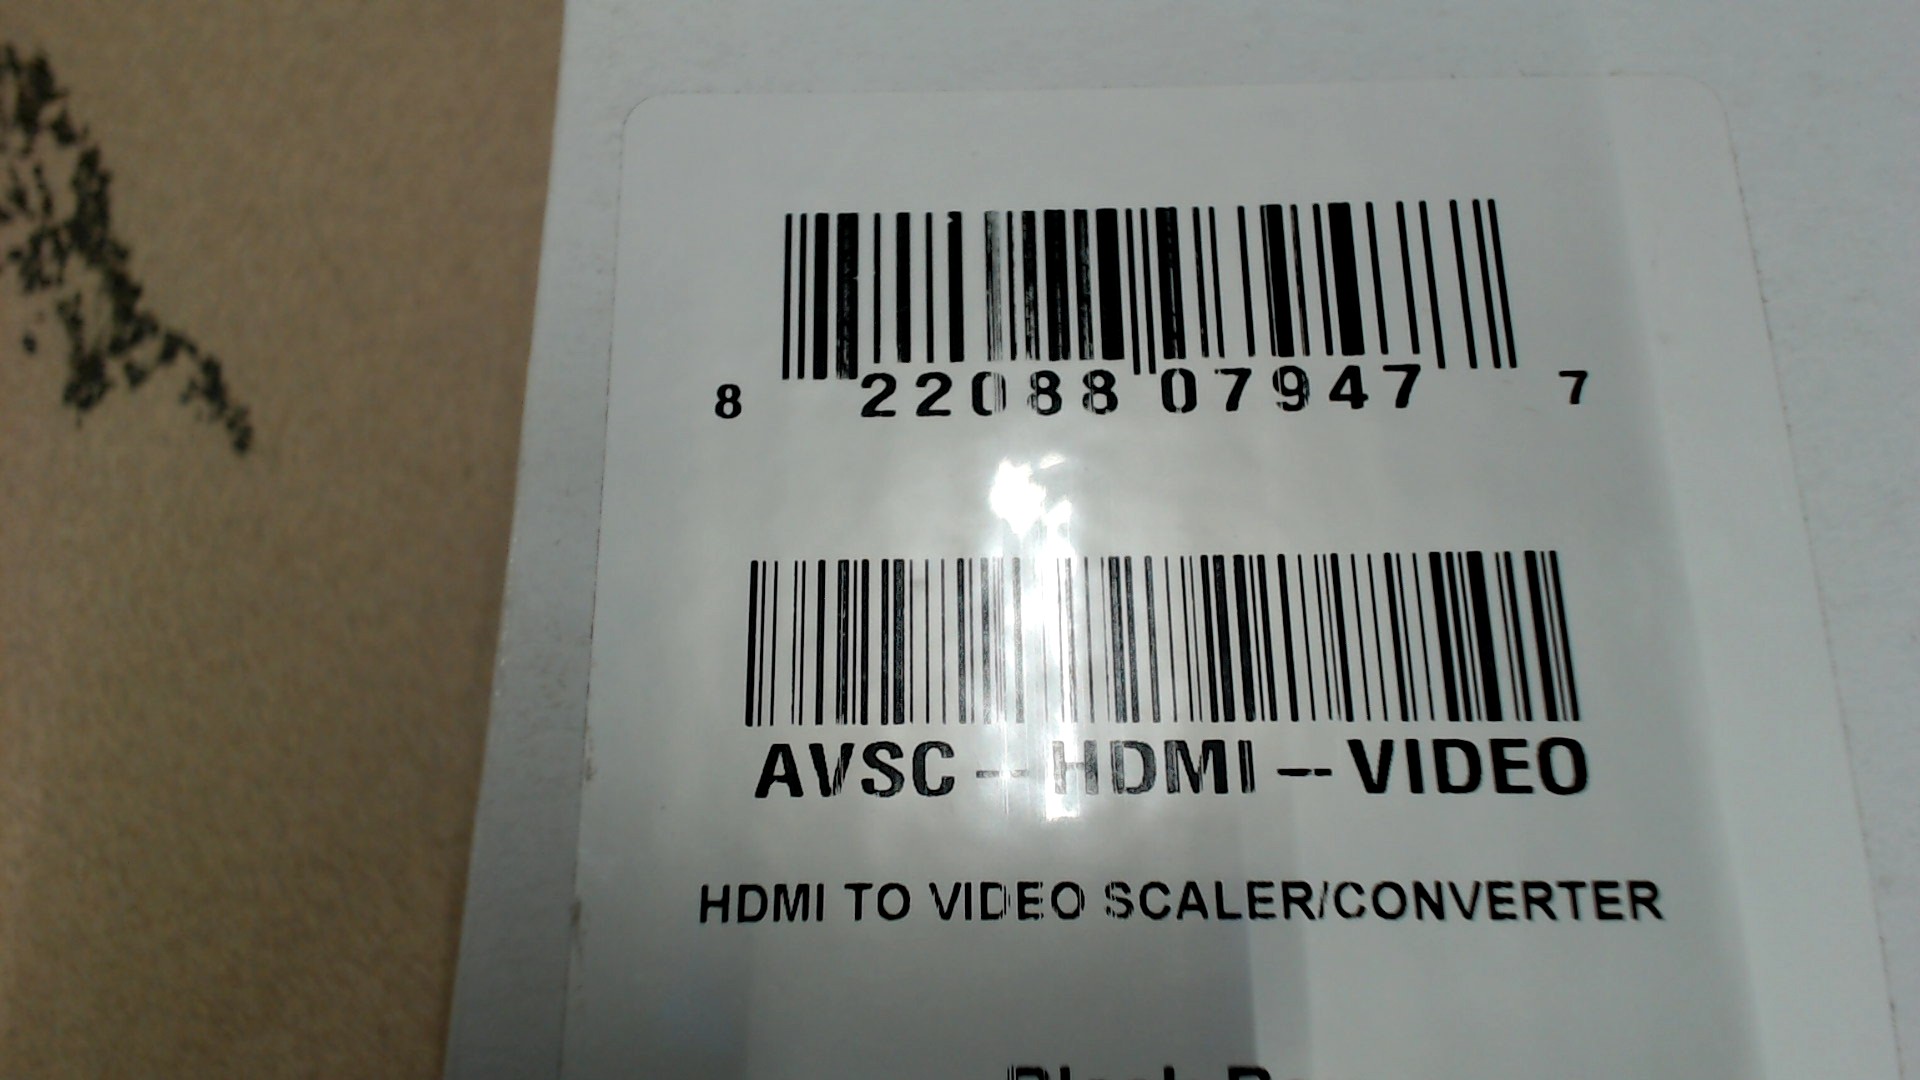 8 22088 07947 7
AVSC-HDMI-VIDEO
HDMI TO VIDEO SCALER/CONVERTER